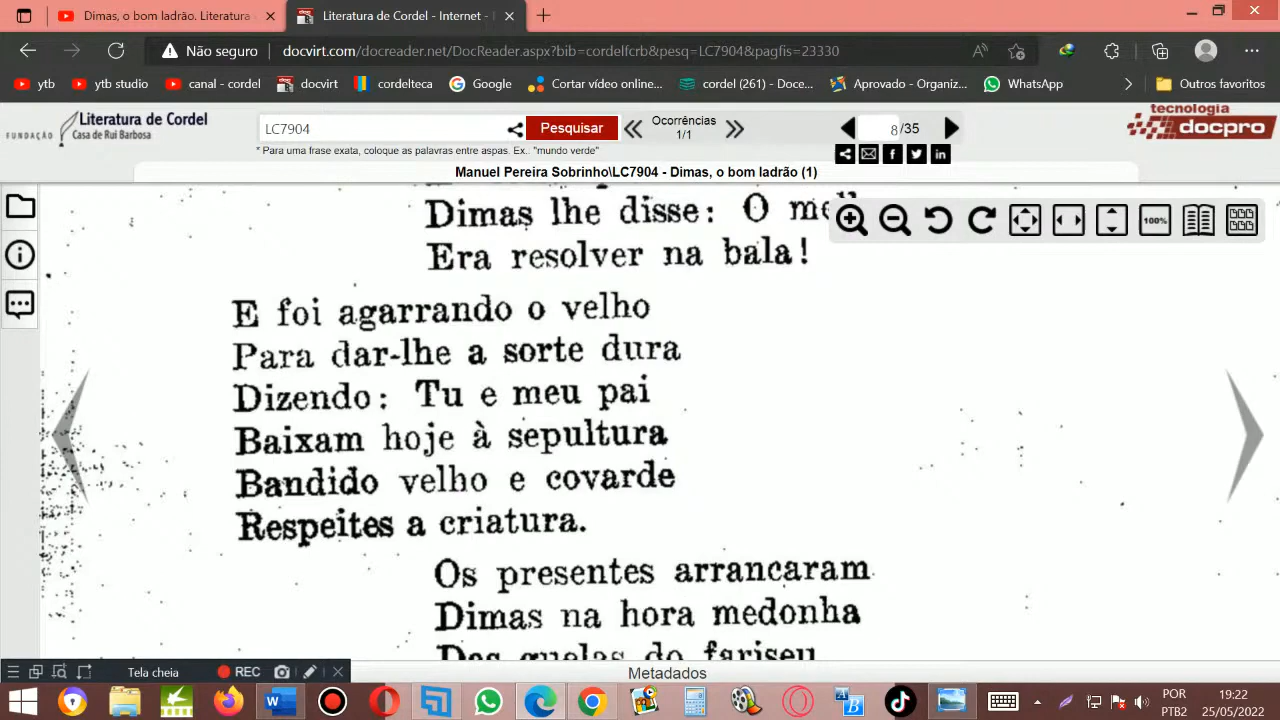 Dimas, o bom ladrão. Literatura
Literatura de Cordel - Internet - I
Não seguro
docvirt.com/docreader.net/DocReader.aspx?bib=cordelfcrb&pesq=LC7904&pagfis=23330
ytb
ytb studio
canal - cordel
docvirt
cordelteca
Google
Cortar vídeo online...
cordel (261) - Doce...
Aprovado - Organiz...
WhatsApp
Outros favoritos
FUNDAÇÃO
Literatura de Cordel
Casa de Rui Barbosa
LC7904
Pesquisar
Ocorrências
1/1
8 /35
tecnologia
docpro
* Para uma frase exata, coloque as palavras entre aspas. Ex.. "mundo verde"
Manuel Pereira Sobrinho\LC7904 - Dimas, o bom ladrão (1)
100%
Dimas lhe disse: O
Era resolver na bala!
E foi agarrando o velho
Para dar-lhe a sorte dura
Dizendo: Tu e meu pai
Baixam hoje à sepultura
Bandido velho e covarde
Respeites a criatura.
Os presentes arrancaram
Dimas na hora medonha
Das guelas do fariseu
Tela cheia
REC
Metadados
POR
PTB2
19:22
25/05/2022